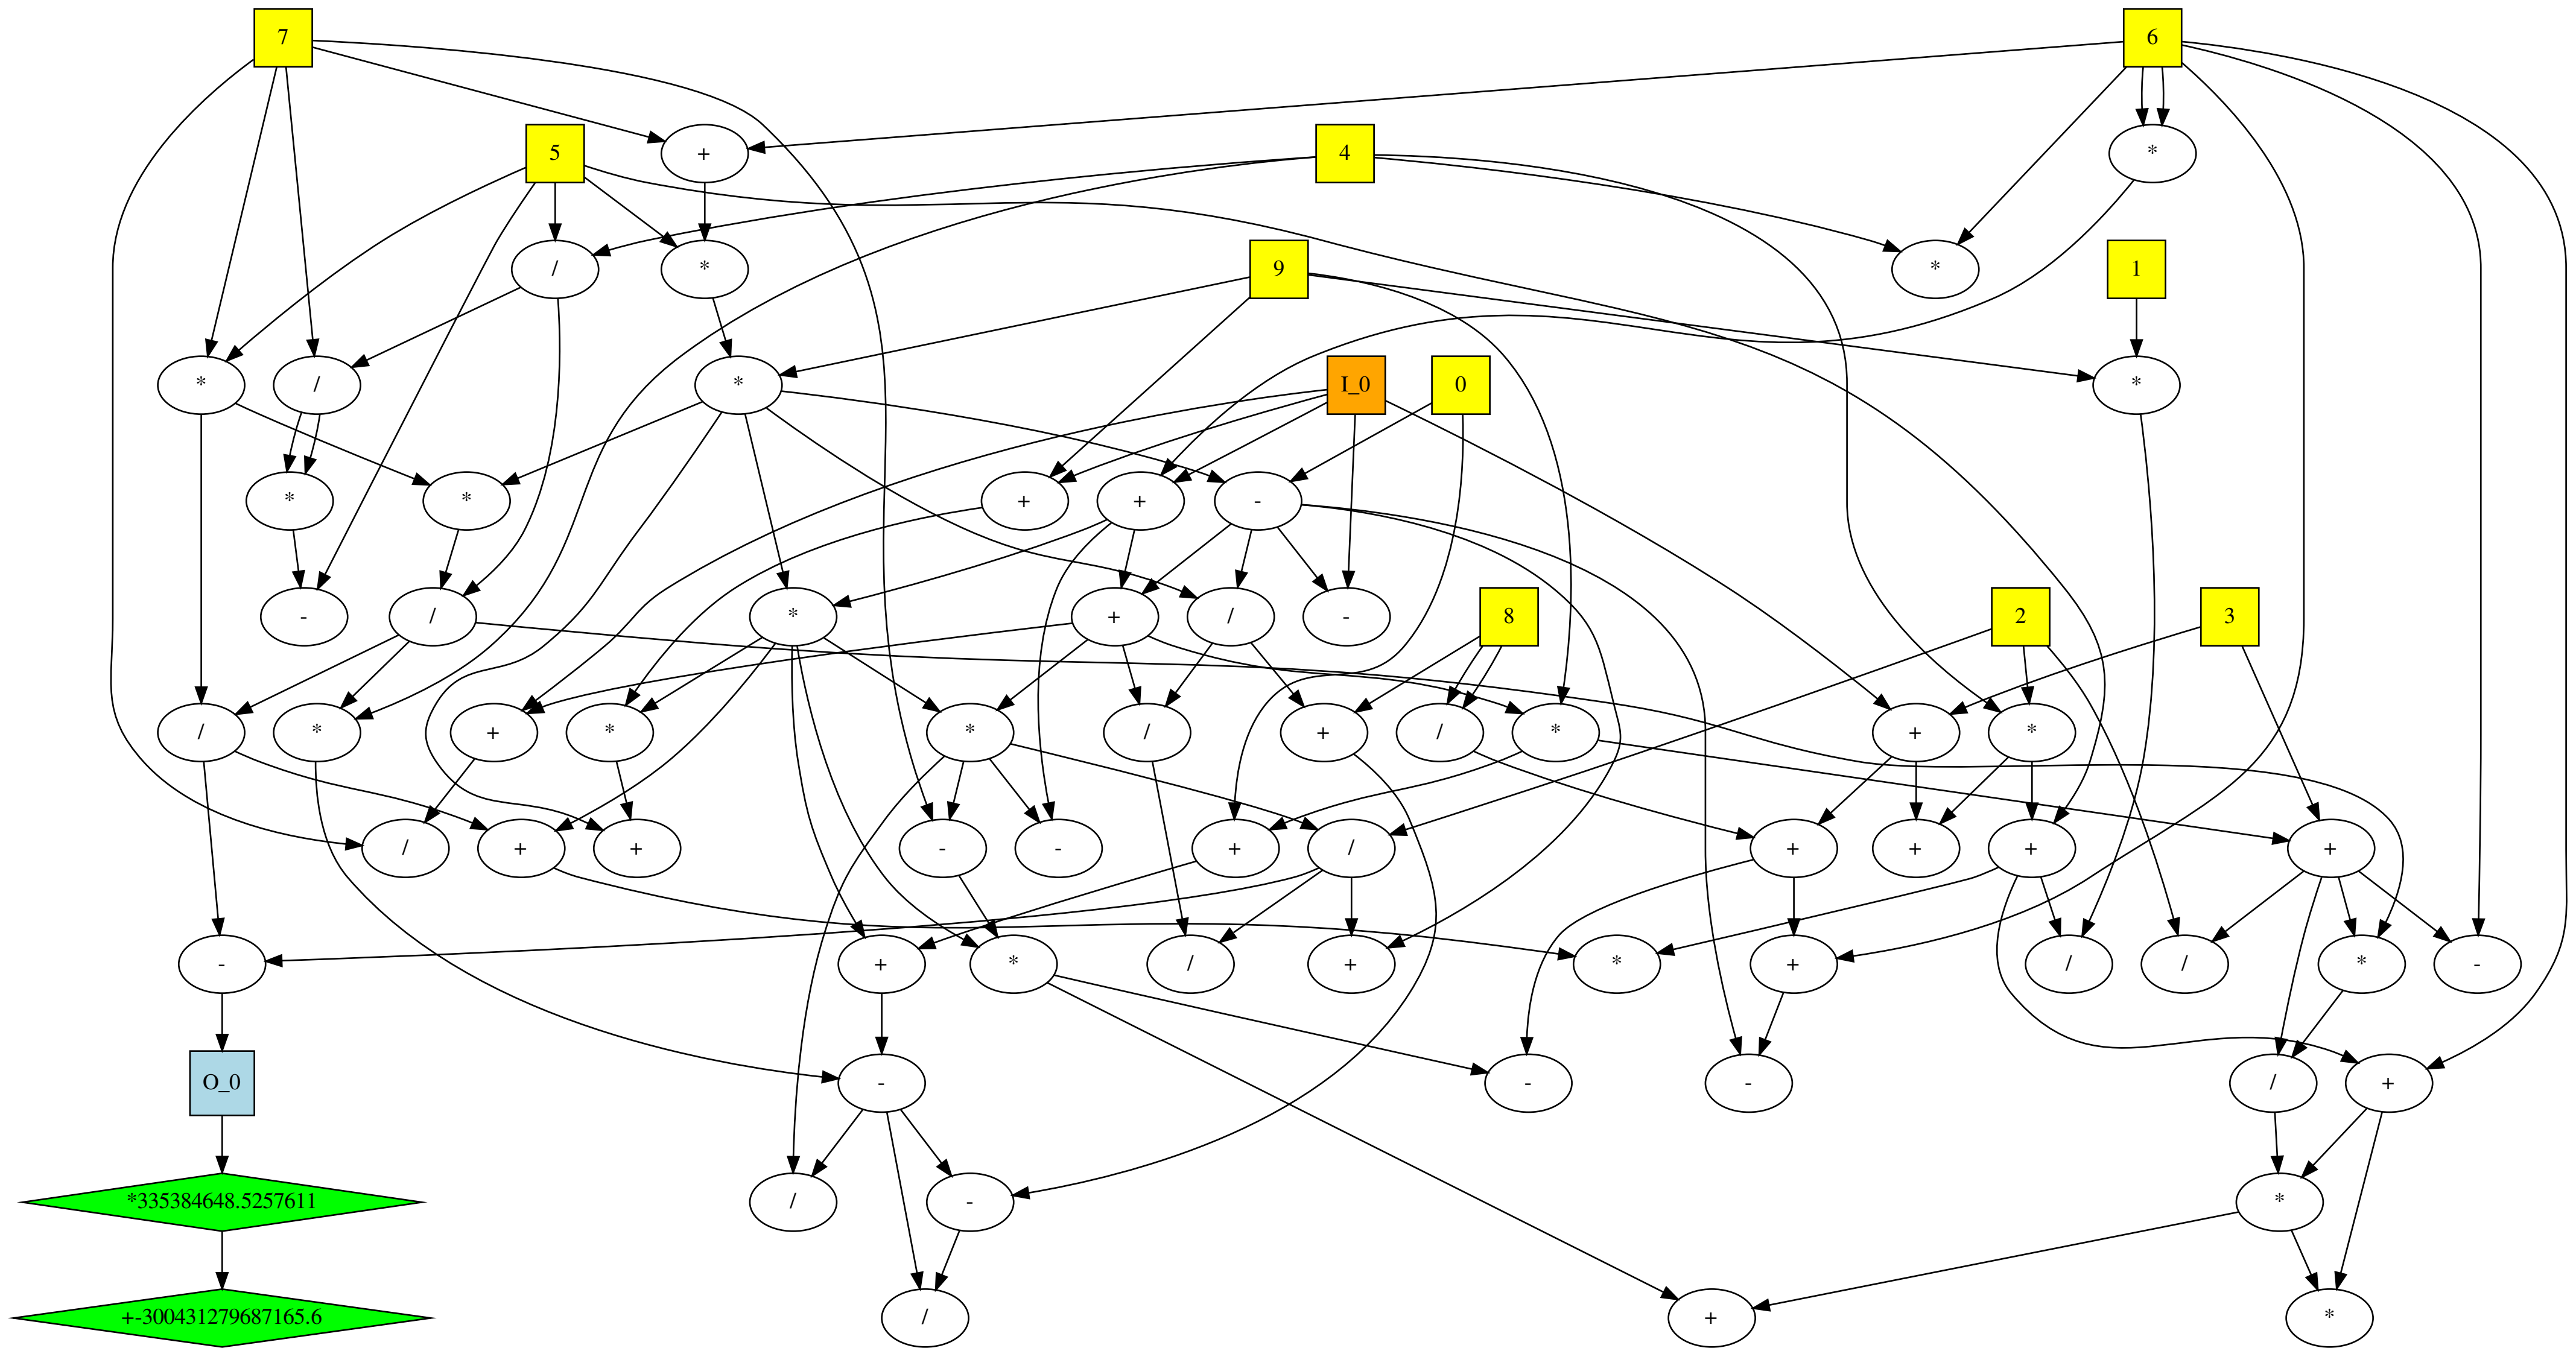 7 6
5 + 4 *
/ * 9 * 1
* / * I_0 0 *
* * + + -
- / * + / - 8 2 3
/ * + * * / + / * + *
/ + + - - + / + + + +
- + * / + * + / / * -
O_0 - - - / +
*335384648.5257611 / - *
+-300431279687165.6 / + *